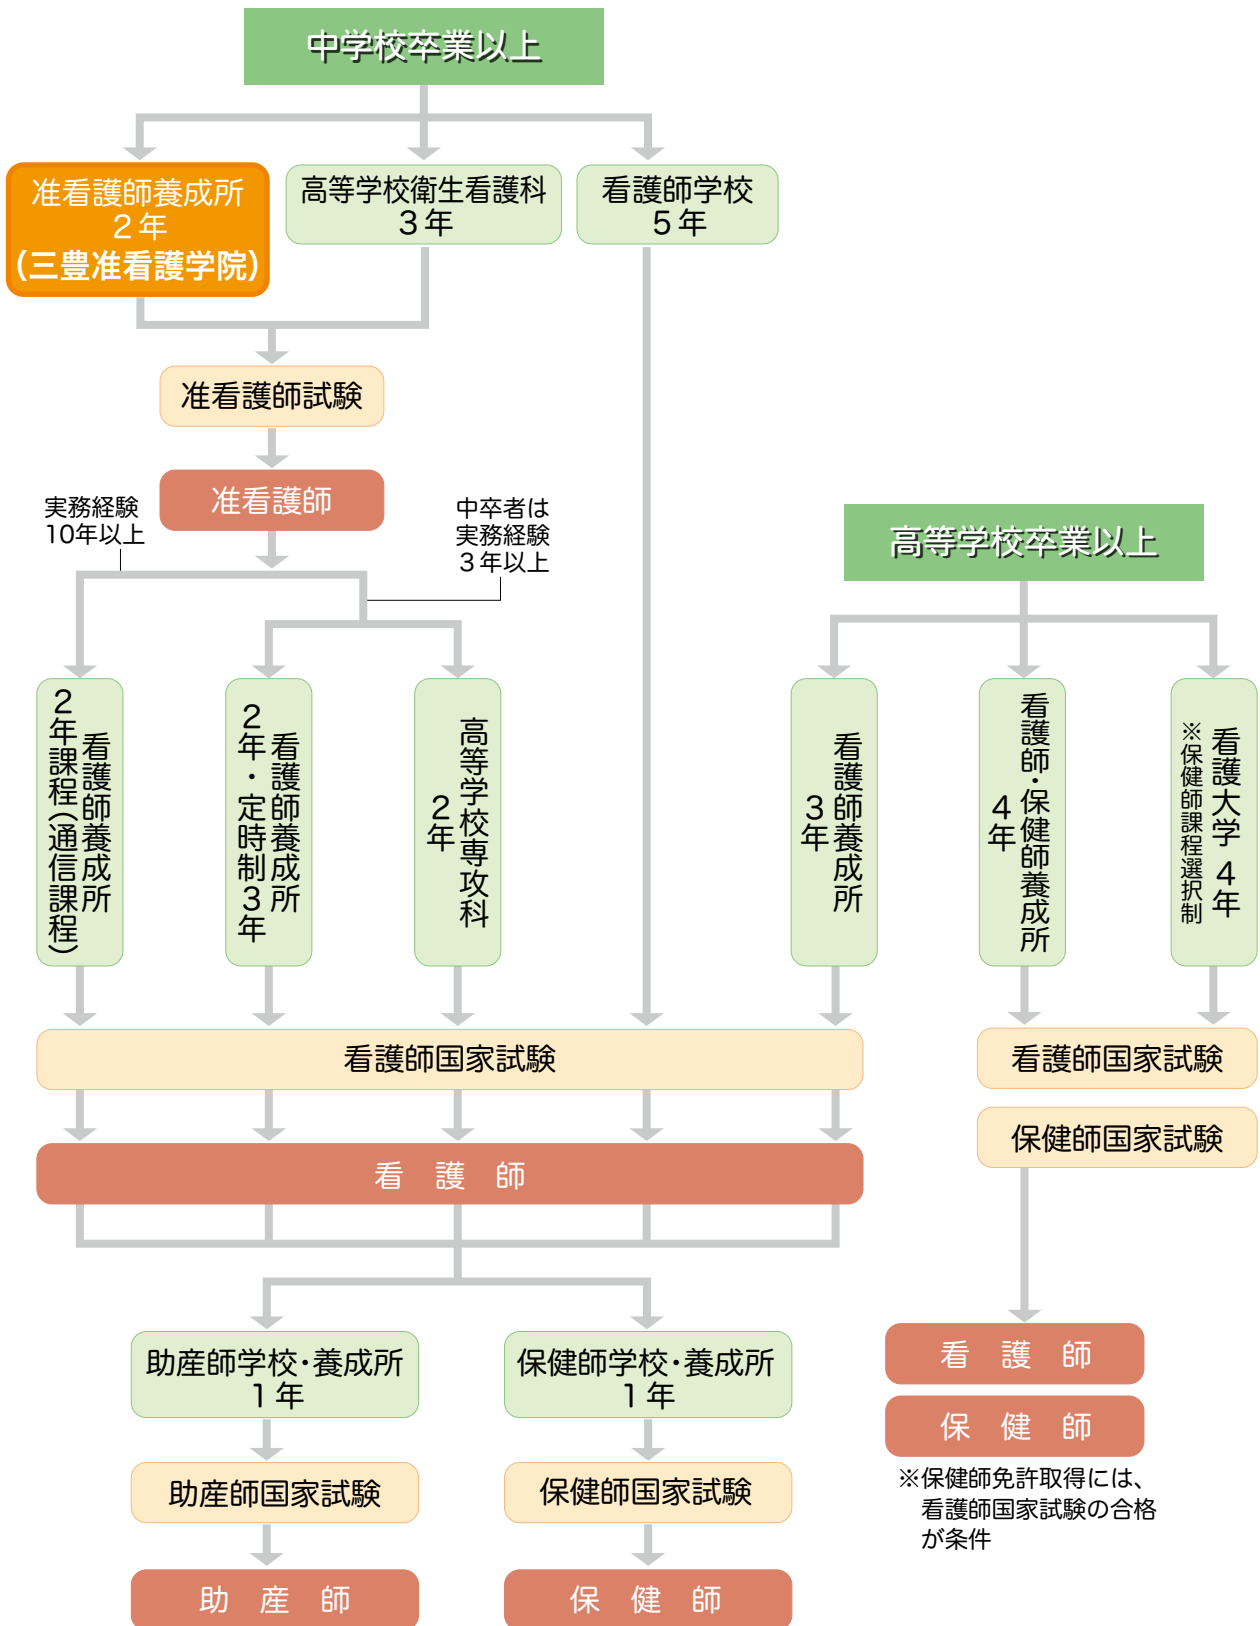 中学校卒業以上
准看護師養成所
２年
（三豊准看護学院）
高等学校衛生看護科
３年
看護師学校
５年
准看護師試験
准看護師
実務経験
10年以上
中卒者は
実務経験
３年以上
高等学校卒業以上
看護師養成所
２年課程（通信課程）
看護師養成所
２年・定時制３年
高等学校専攻科
２年
看護師養成所
３年
看護師・保健師養成所
４年
看護大学 ４年
※保健師課程選択制
看護師国家試験
看護師国家試験
保健師国家試験
看　護　師
助産師学校・養成所
１年
保健師学校・養成所
１年
看　護　師
保　健　師
※保健師免許取得には、
看護師国家試験の合格
が条件
助産師国家試験
保健師国家試験
助　産　師
保　健　師